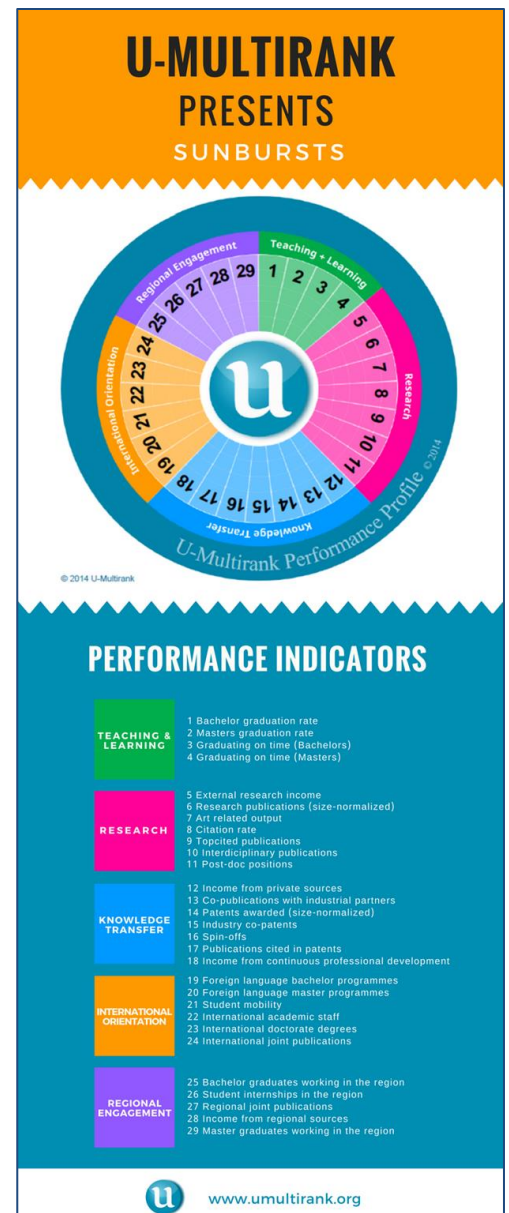 U-MULTIRANK
PRESENTS
SUNBURSTS
Teaching + Learning
1 2 3 4
Research
5 6 7 8 9 10 11
Knowledge Transfer
12 13 14 15 16 17 18
International Orientation
19 20 21 22 23 24
Regional Engagement
25 26 27 28 29
u
U-Multirank Performance Profile © 2014
© 2014 U-Multirank
PERFORMANCE INDICATORS
TEACHING &
LEARNING
1 Bachelor graduation rate
2 Masters graduation rate
3 Graduating on time (Bachelors)
4 Graduating on time (Masters)
RESEARCH
5 External research income
6 Research publications (size-normalized)
7 Art related output
8 Citation rate
9 Topcited publications
10 Interdiciplinary publications
11 Post-doc positions
KNOWLEDGE
TRANSFER
12 Income from private sources
13 Co-publications with industrial partners
14 Patents awarded (size-normalized)
15 Industry co-patents
16 Spin-offs
17 Publications cited in patents
18 Income from continuous professional development
INTERNATIONAL
ORIENTATION
19 Foreign language bachelor programmes
20 Foreign language master programmes
21 Student mobility
22 International academic staff
23 International doctorate degrees
24 International joint publications
REGIONAL
ENGAGEMENT
25 Bachelor graduates working in the region
26 Student internships in the region
27 Regional joint publications
28 Income from regional sources
29 Master graduates working in the region
u
www.umultirank.org